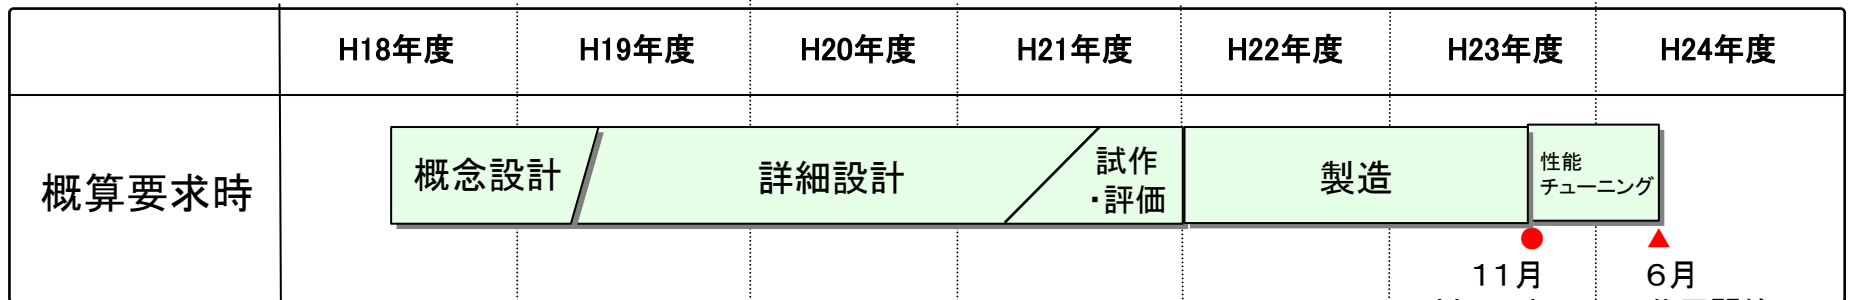 H18年度 H19年度 H20年度 H21年度 H22年度 H23年度 H24年度
概算要求時
概念設計
詳細設計
試作
・評価
製造
性能
チューニング
11月
6月